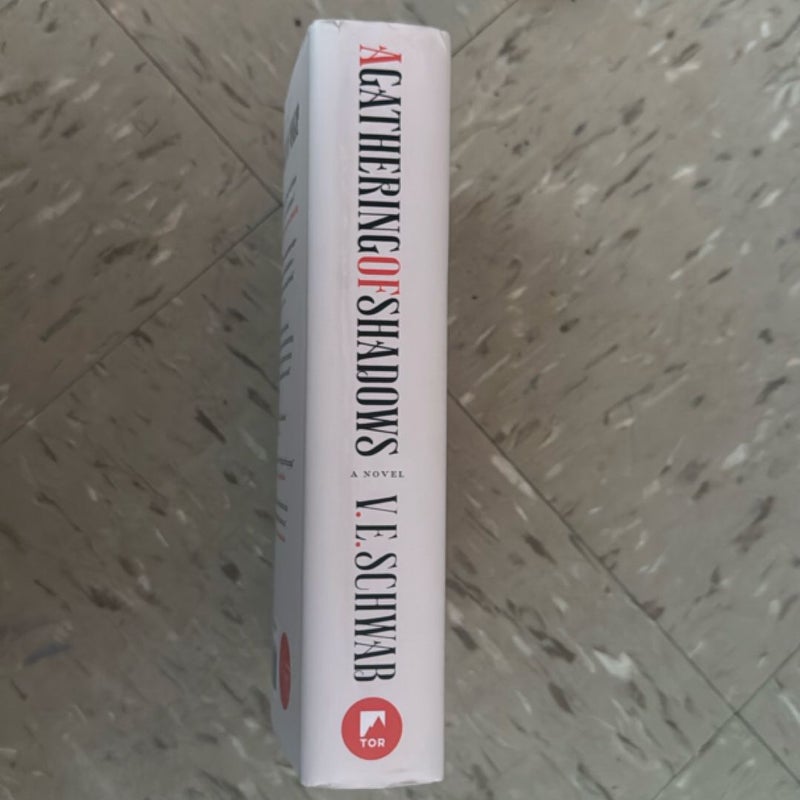 A GATHERING OF SHADOWS
A NOVEL
V. E. SCHWAB
TOR